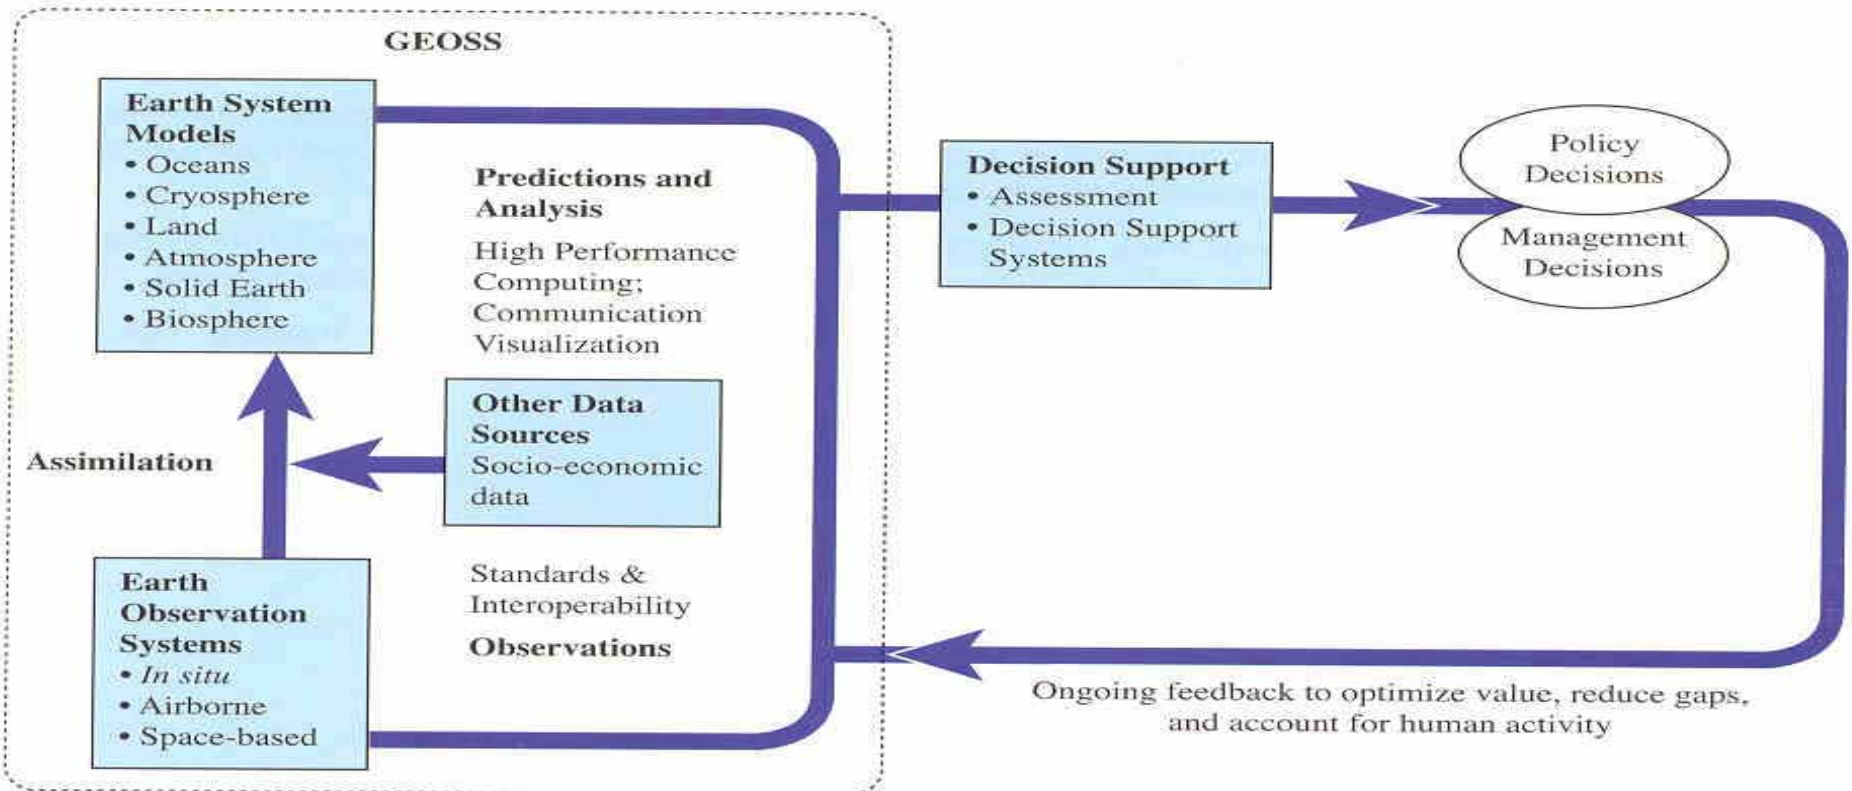 GEOSS
Earth System
Models
• Oceans
• Cryosphere
• Land
• Atmosphere
• Solid Earth
• Biosphere
Predictions and
Analysis
High Performance
Computing;
Communication
Visualization
Other Data
Sources
Socio-economic
data
Assimilation
Earth
Observation
Systems
• In situ
• Airborne
• Space-based
Standards &
Interoperability
Observations
Decision Support
• Assessment
• Decision Support
Systems
Policy
Decisions
Management
Decisions
Ongoing feedback to optimize value, reduce gaps,
and account for human activity